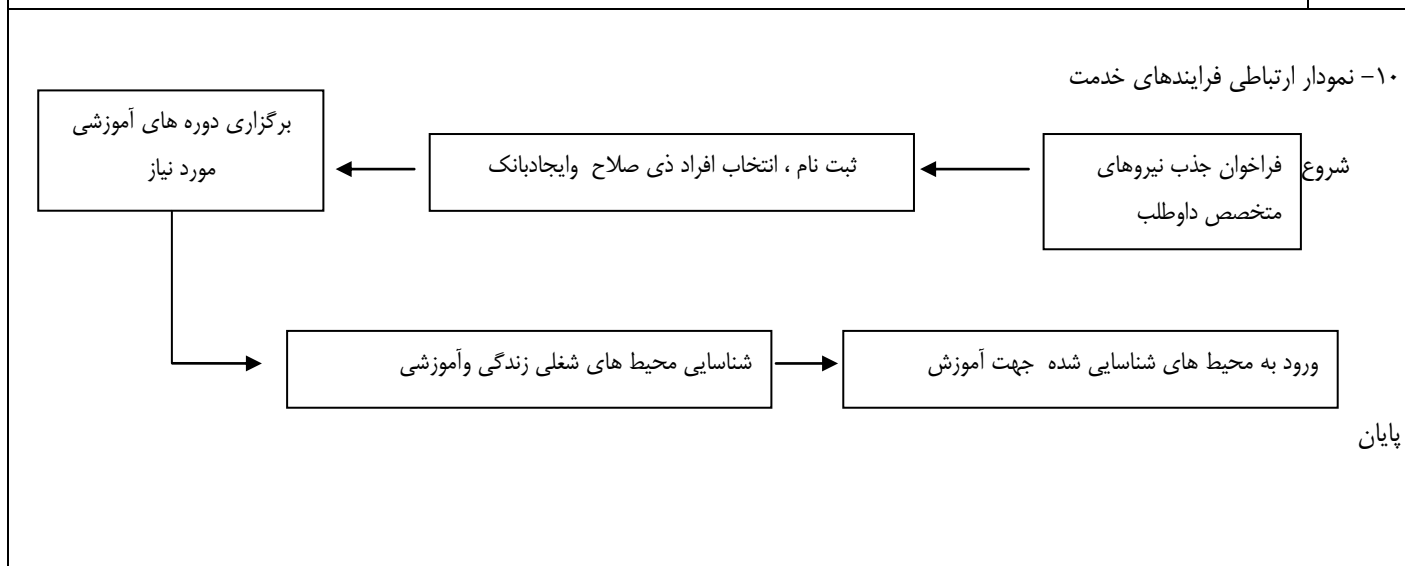 ۱۰- نمودار ارتباطی فرایندهای خدمت
شروع
فراخوان جذب نیروهای
متخصص داوطلب
ثبت نام ، انتخاب افراد ذی صلاح وایجادبانک
برگزاری دوره های آموزشی
مورد نیاز
شناسایی محیط های شغلی زندگی وآموزشی
ورود به محیط های شناسایی شده جهت آموزش
پایان